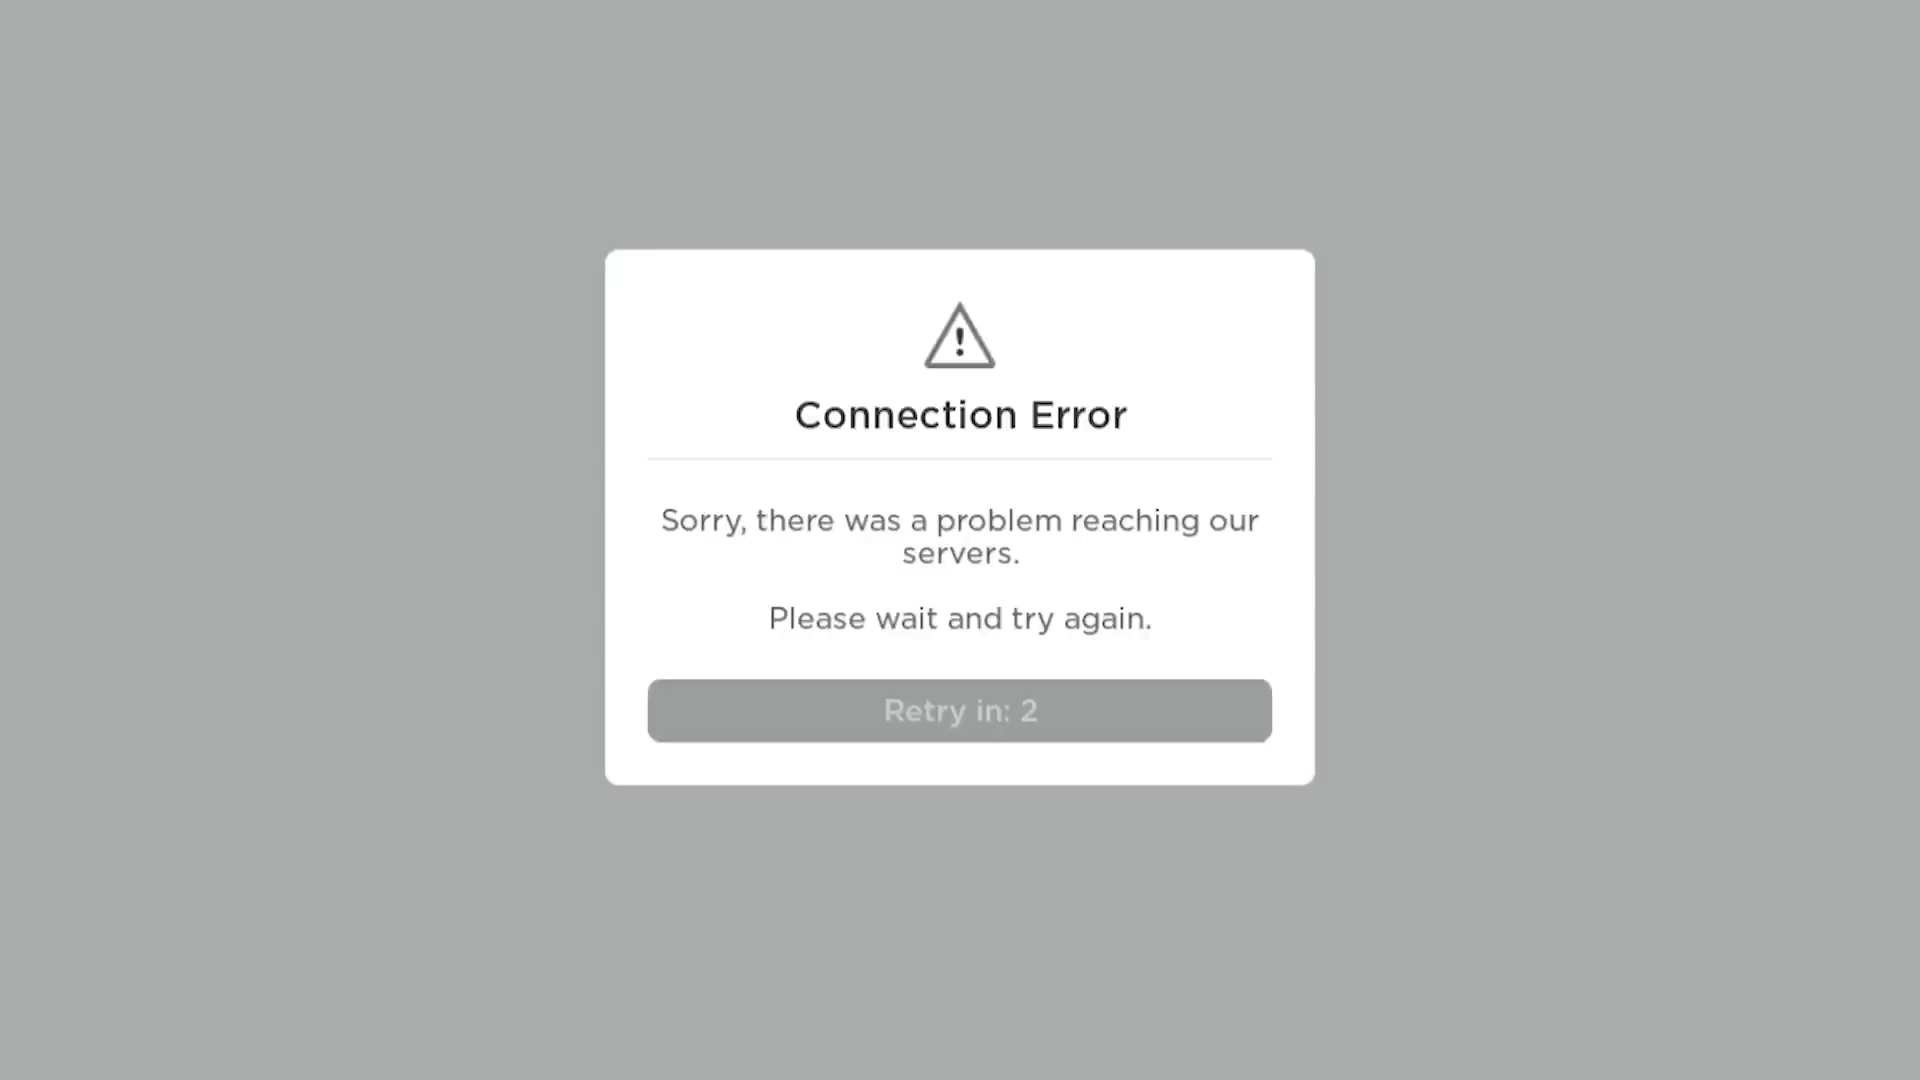 Connection Error
Sorry, there was a problem reaching our
servers.
Please wait and try again.
Retry in: 2